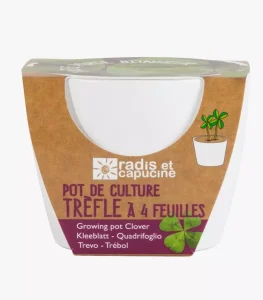 radis et
capucine
POT DE CULTURE
TRÈFLE À 4 FEUILLES
Growing pot Clover
Kleeblatt - Quadrifoglio
Trevo - Trébol